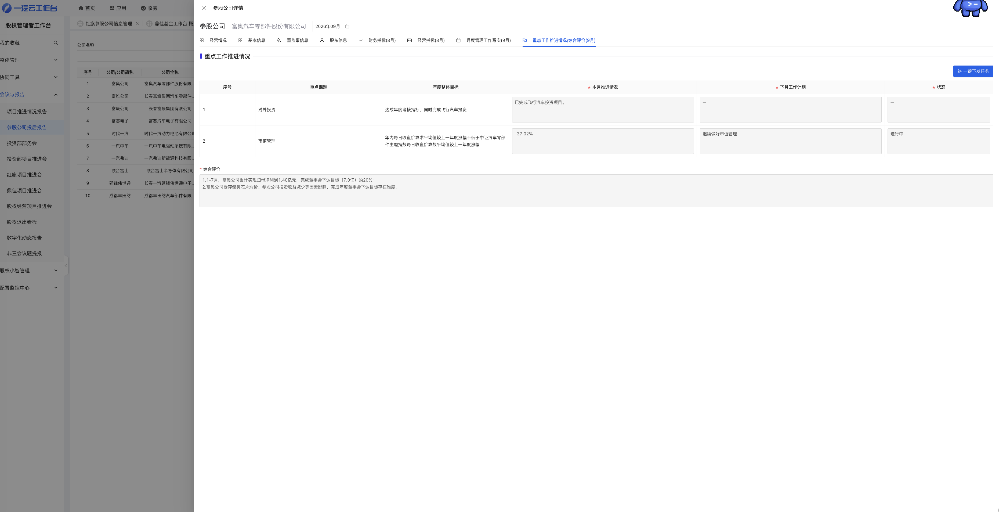 一汽云工作台
首页
应用
收藏
参股公司详情
股权管理者工作台
红旗参股公司信息管理
鼎佳基金工作台 概
参股公司
富奥汽车零部件股份有限公司
2026年09月
经营情况
基本信息
董监事信息
股东信息
财务指标(8月)
经营指标(8月)
月度管理工作写实(9月)
重点工作推进情况/综合评价(9月)
我的收藏
整体管理
协同工具
会议与报告
项目推进情况报告
参股公司投后报告
投资部部务会
投资部项目推进会
红旗项目推进会
鼎佳项目推进会
股权经营项目推进会
股权退出看板
数字化动态报告
非三会议题提报
股权小智管理
配置监控中心
公司名称
序号 公司/公司简称 公司全称
1 富奥公司 富奥汽车零部件股份有限...
2 富维公司 长春富维集团汽车零部件...
3 富晟公司 长春富晟集团有限公司
4 富赛电子 富赛汽车电子有限公司
5 时代一汽 时代一汽动力电池有限公司
6 一汽中车 一汽中车电驱动系统有限...
7 一汽弗迪 一汽弗迪新能源科技有限...
8 联合富士 联合富士半导体有限公司
9 延锋伟世通 长春一汽延锋伟世通电子...
10 成都丰田纺 成都丰田纺汽车部件有限...
重点工作推进情况
一键下发任务
序号 重点课题 年度整体目标 * 本月推进情况 * 下月工作计划 * 状态
1 对外投资 达成年度考核指标，同时完成飞行汽车投资 已完成飞行汽车投资项目。 — —
2 市值管理 年内每日收盘价算术平均值较上一年度涨幅不低于中证汽车零部
件主题指数每日收盘价算数平均值较上一年度涨幅
-37.02% 继续做好市值管理 进行中
* 综合评价
1.1-7月，富奥公司累计实现归母净利润1.40亿元，完成董事会下达目标（7.0亿）的20%;
2.富奥公司受存储类芯片涨价、参股公司投资收益减少等因素影响，完成年度董事会下达目标存在难度。